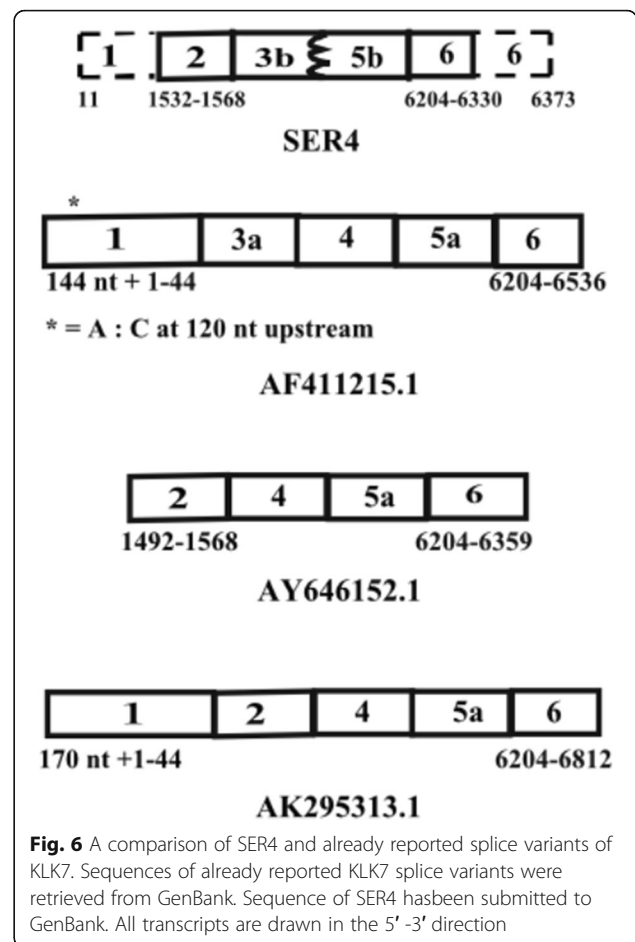 1 2 3b 5b 6 6
11 1532-1568 6204-6330 6373
SER4
*
1 3a 4 5a 6
144 nt + 1-44 6204-6536
* = A : C at 120 nt upstream
AF411215.1
2 4 5a 6
1492-1568 6204-6359
AY646152.1
1 2 4 5a 6
170 nt +1-44 6204-6812
AK295313.1
Fig. 6 A comparison of SER4 and already reported splice variants of
KLK7. Sequences of already reported KLK7 splice variants were
retrieved from GenBank. Sequence of SER4 hasbeen submitted to
GenBank. All transcripts are drawn in the 5′ -3′ direction